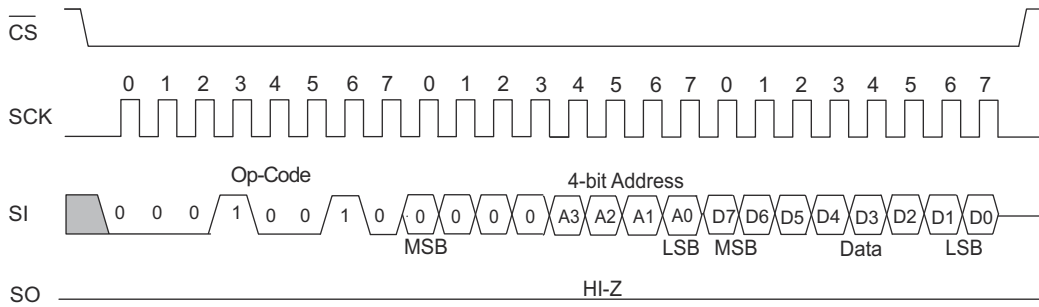 CS
0 1 2 3 4 5 6 7 0 1 2 3 4 5 6 7 0 1 2 3 4 5 6 7
SCK
Op-Code 4-bit Address
SI 0 0 0 1 0 0 1 0 0 0 0 0 A3 A2 A1 A0 D7 D6 D5 D4 D3 D2 D1 D0
MSB LSB MSB Data LSB
HI-Z
SO